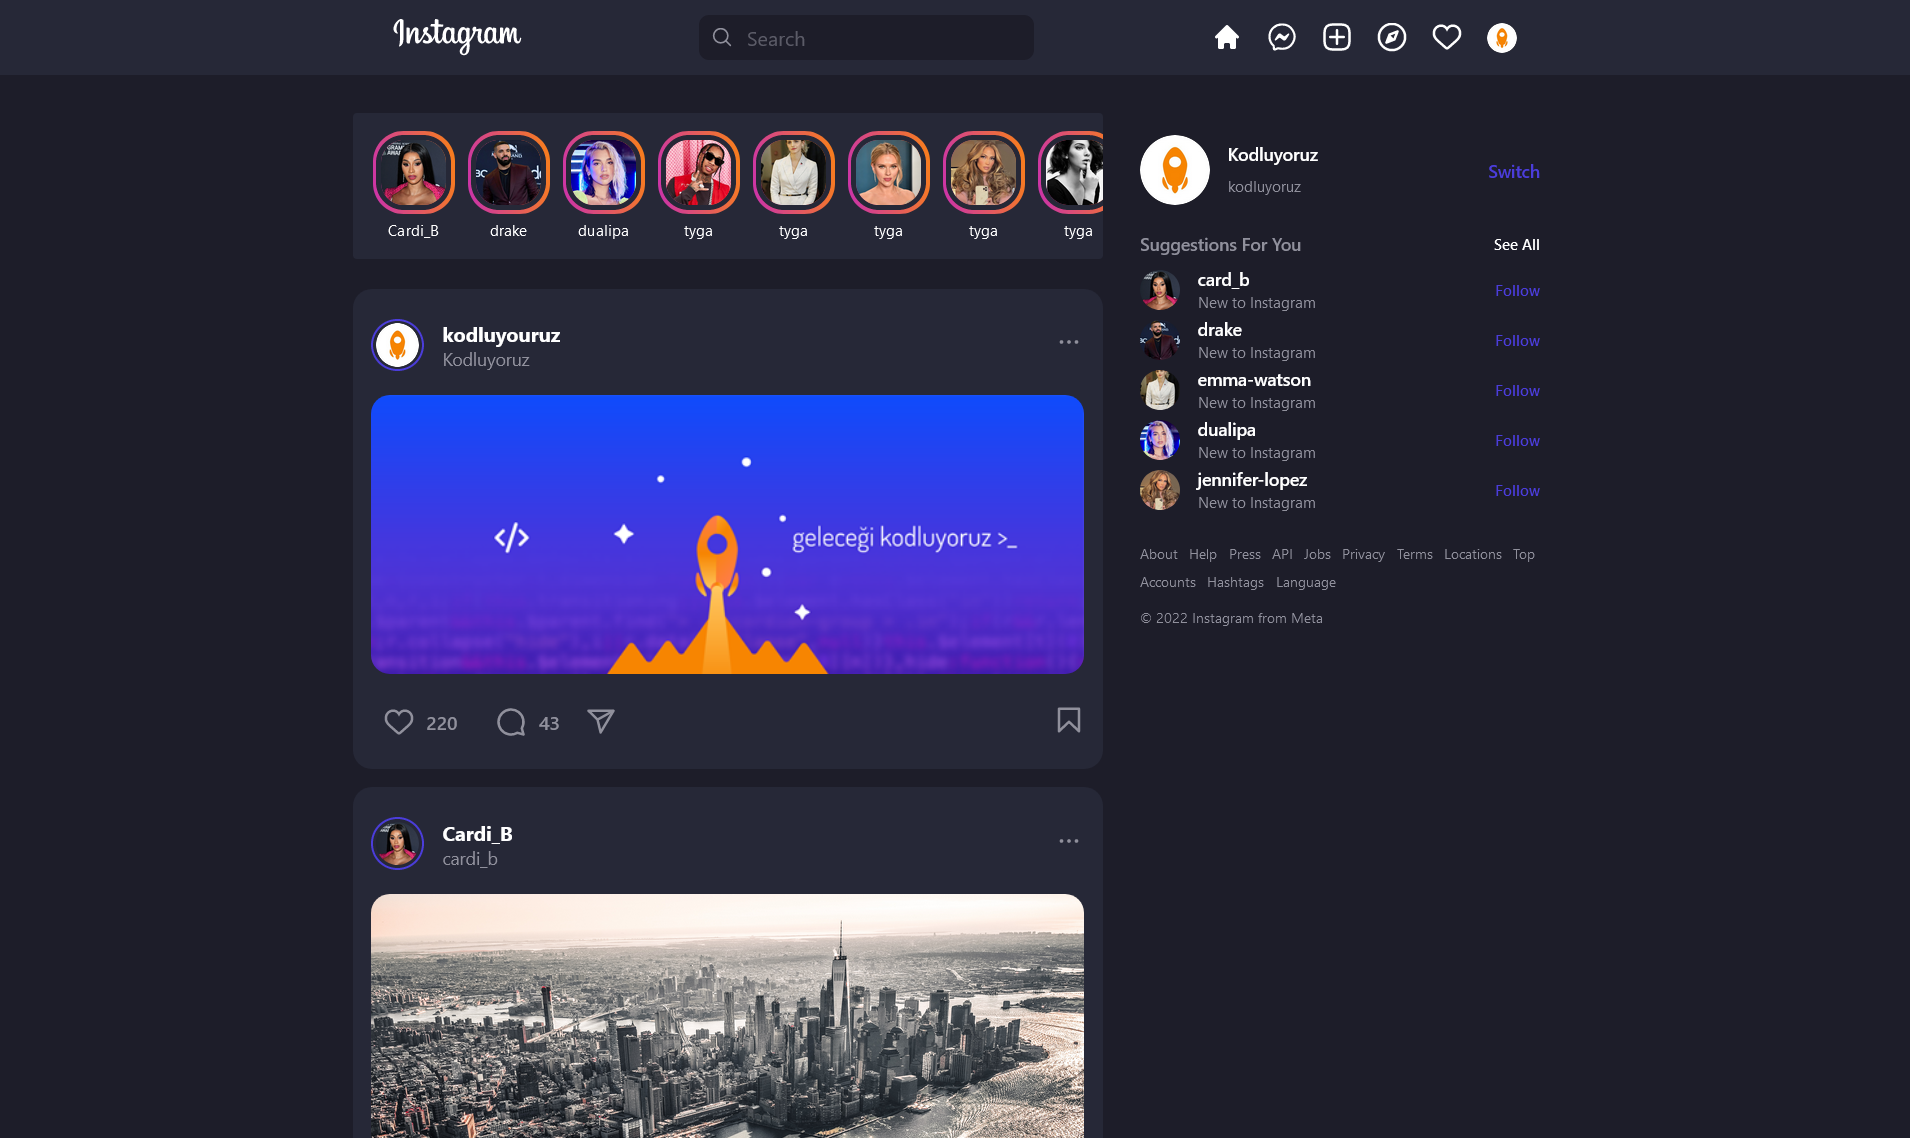 Instagram
Search
Cardi_B
drake
dualipa
tyga
tyga
tyga
tyga
tyga
Kodluyoruz
kodluyoruz
Switch
Suggestions For You
See All
card_b
New to Instagram
Follow
drake
New to Instagram
Follow
emma-watson
New to Instagram
Follow
dualipa
New to Instagram
Follow
jennifer-lopez
New to Instagram
Follow
About Help Press API Jobs Privacy Terms Locations Top
Accounts Hashtags Language
© 2022 Instagram from Meta
kodluyouruz
Kodluyoruz
</>
geleceği kodluyoruz >_
220
43
Cardi_B
cardi_b